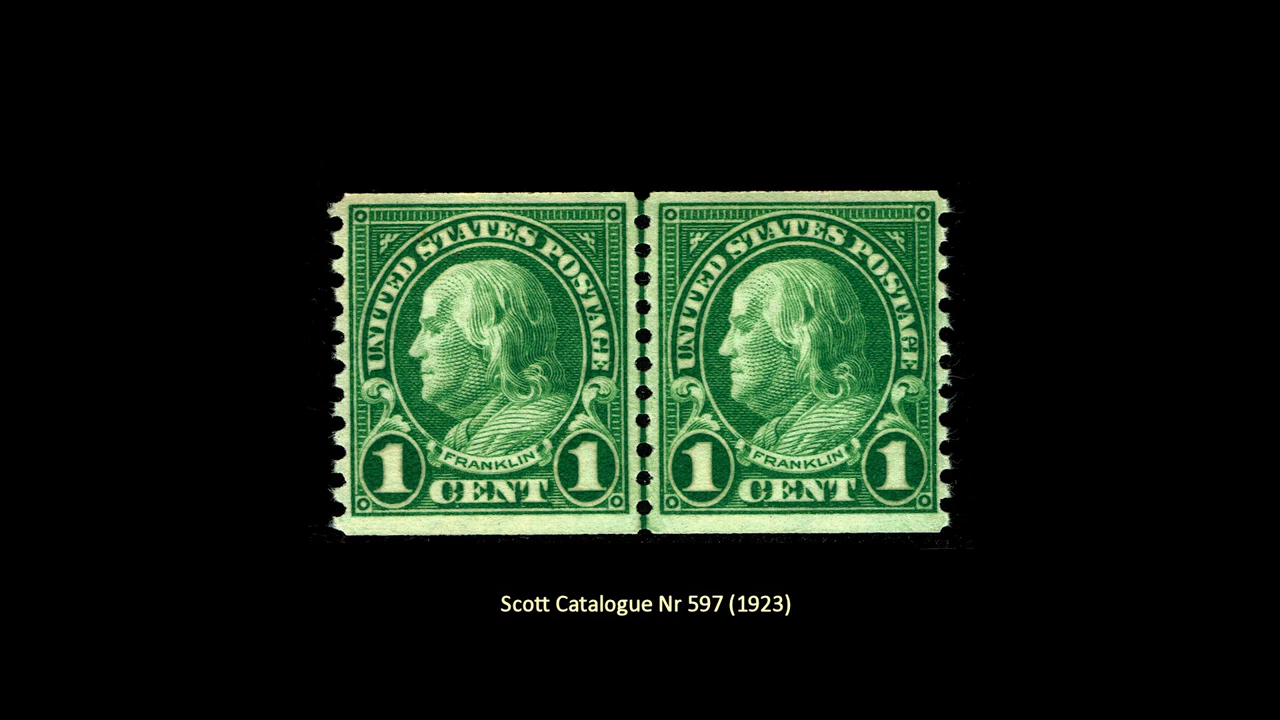 UNITED STATES POSTAGE
FRANKLIN
1 CENT 1
UNITED STATES POSTAGE
FRANKLIN
1 CENT 1
Scott Catalogue Nr 597 (1923)